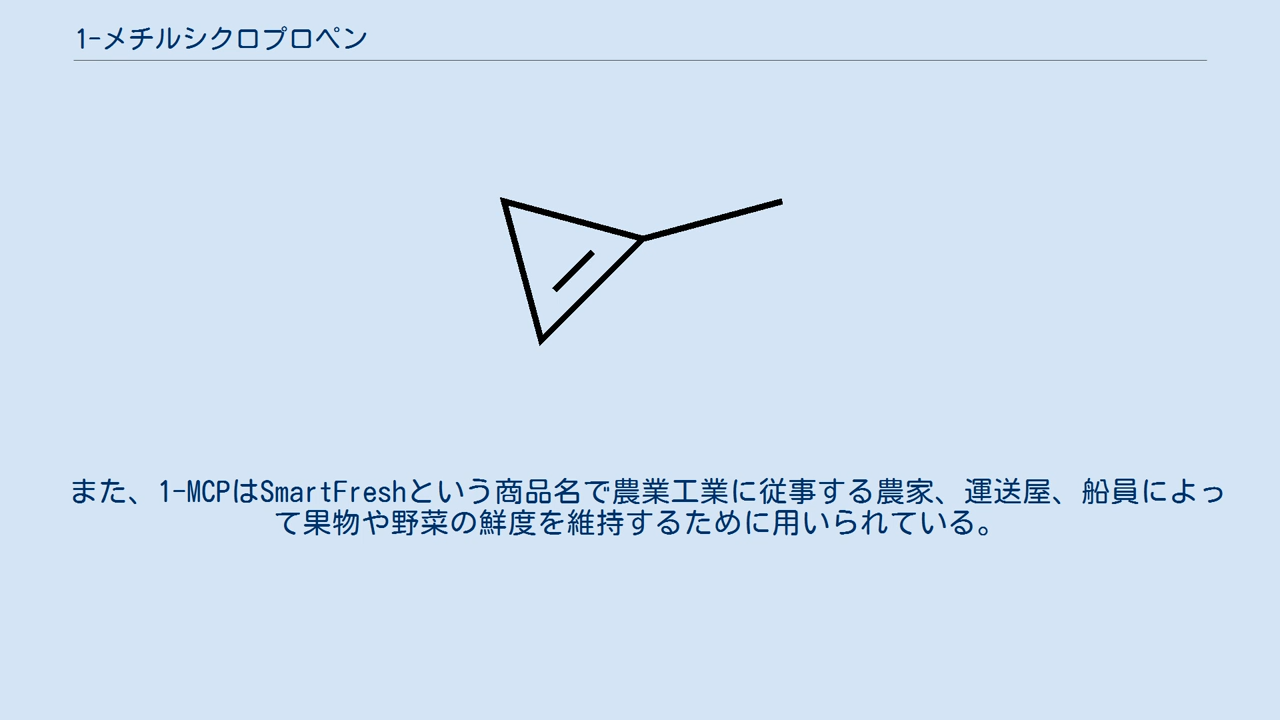 1-メチルシクロプロペン
また、1-MCPはSmartFreshという商品名で農業工業に従事する農家、運送屋、船員によっ
て果物や野菜の鮮度を維持するために用いられている。